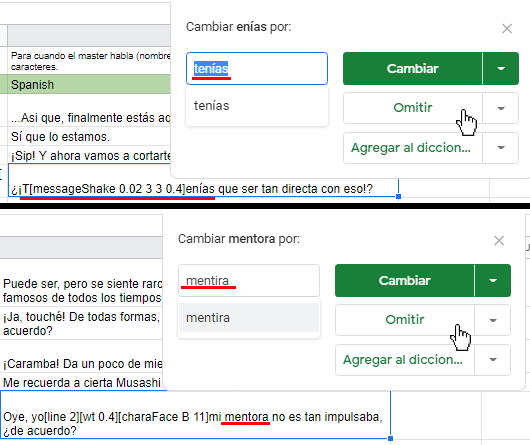 Cambiar enías por:
tenías
Cambiar
tenías
Omitir
Agregar al diccion...
Para cuando el master habla (nombre
caracteres.
Spanish
...Asi que, finalmente estás aq
Sí que lo estamos.
¡Sip! Y ahora vamos a cortarte
¿¡T[messageShake 0.02 3 3 0.4]enías que ser tan directa con eso!?
Cambiar mentora por:
mentira
Cambiar
mentira
Omitir
Agregar al diccion...
Puede ser, pero se siente raro
famosos de todos los tiempos
¡Ja, touché! De todas formas,
acuerdo?
¡Caramba! Da un poco de mie
Me recuerda a cierta Musashi
Oye, yo[line 2][wt 0.4][charaFace B 11]mi mentora no es tan impulsaba,
¿de acuerdo?